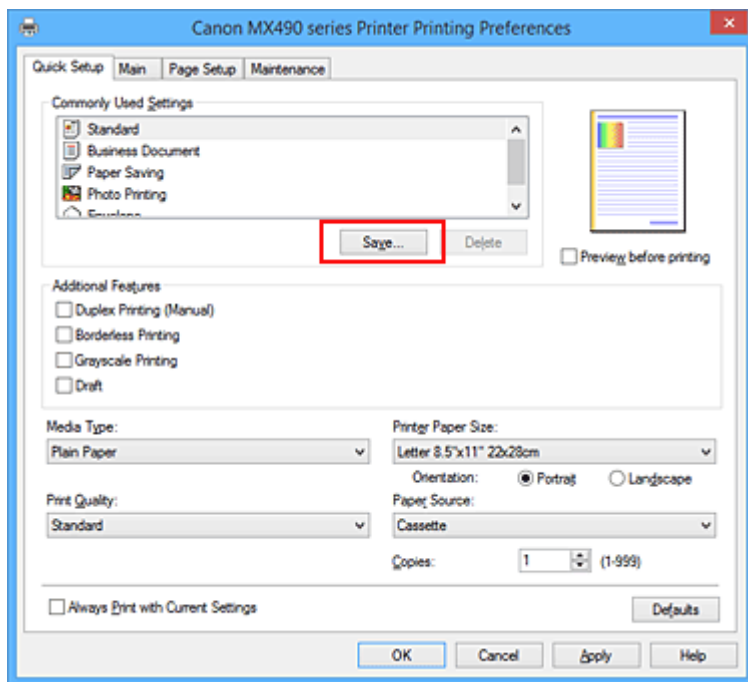 Canon MX490 series Printer Printing Preferences
Quick Setup Main Page Setup Maintenance
Commonly Used Settings
Standard
Business Document
Paper Saving
Photo Printing
Envelope
Save... Delete
Preview before printing
Additional Features
Duplex Printing (Manual)
Borderless Printing
Grayscale Printing
Draft
Media Type: Printer Paper Size:
Plain Paper Letter 8.5"x11" 22x28cm
Orientation: Portrait Landscape
Print Quality: Paper Source:
Standard Cassette
Copies: 1 (1-999)
Always Print with Current Settings Defaults
OK Cancel Apply Help